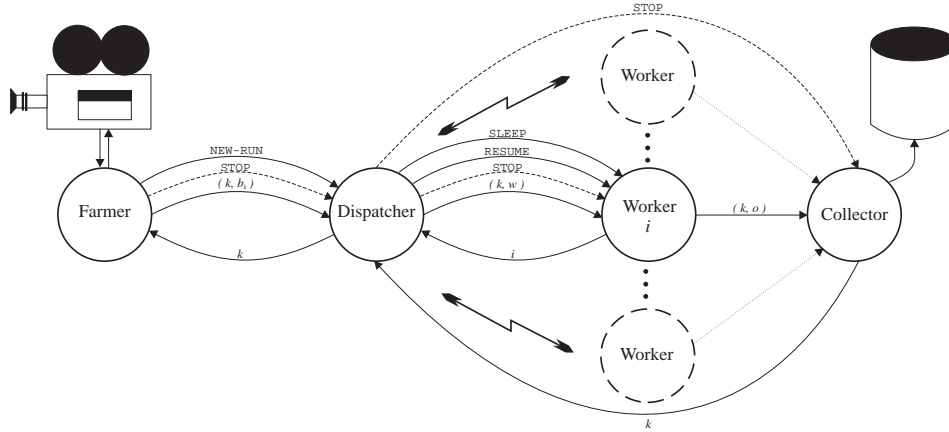 STOP
Worker
SLEEP
NEW-RUN
RESUME
STOP
STOP
(k, bₖ)
(k, w)
(k, o)
Farmer
Dispatcher
Worker
i
Collector
k
i
Worker
k